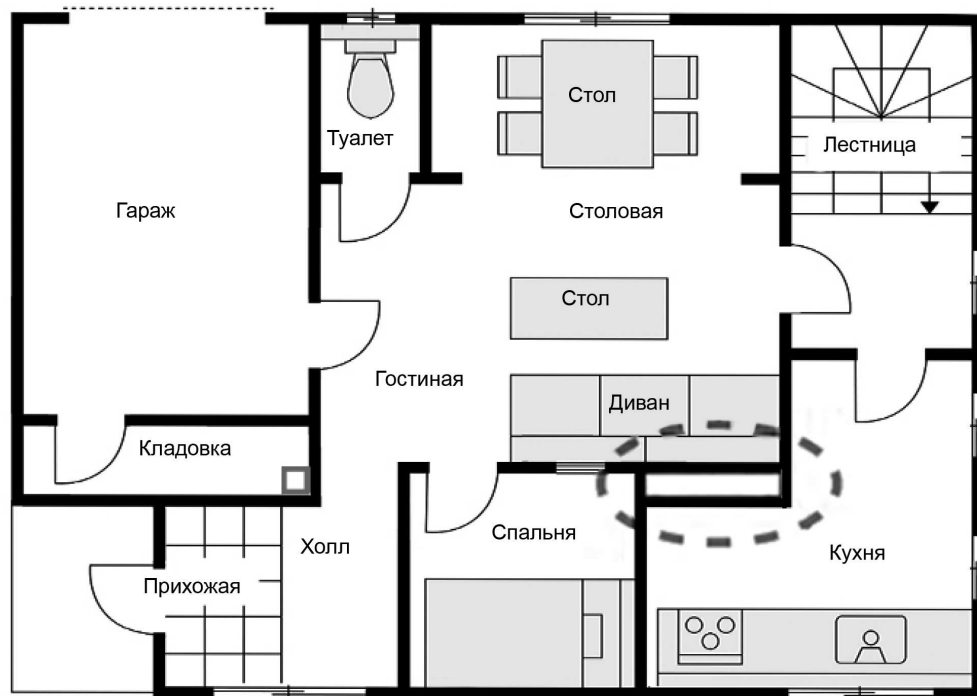 Стол
Туалет
Лестница
Гараж
Столовая
Стол
Гостиная
Диван
Кладовка
Спальня
Холл
Кухня
Прихожая